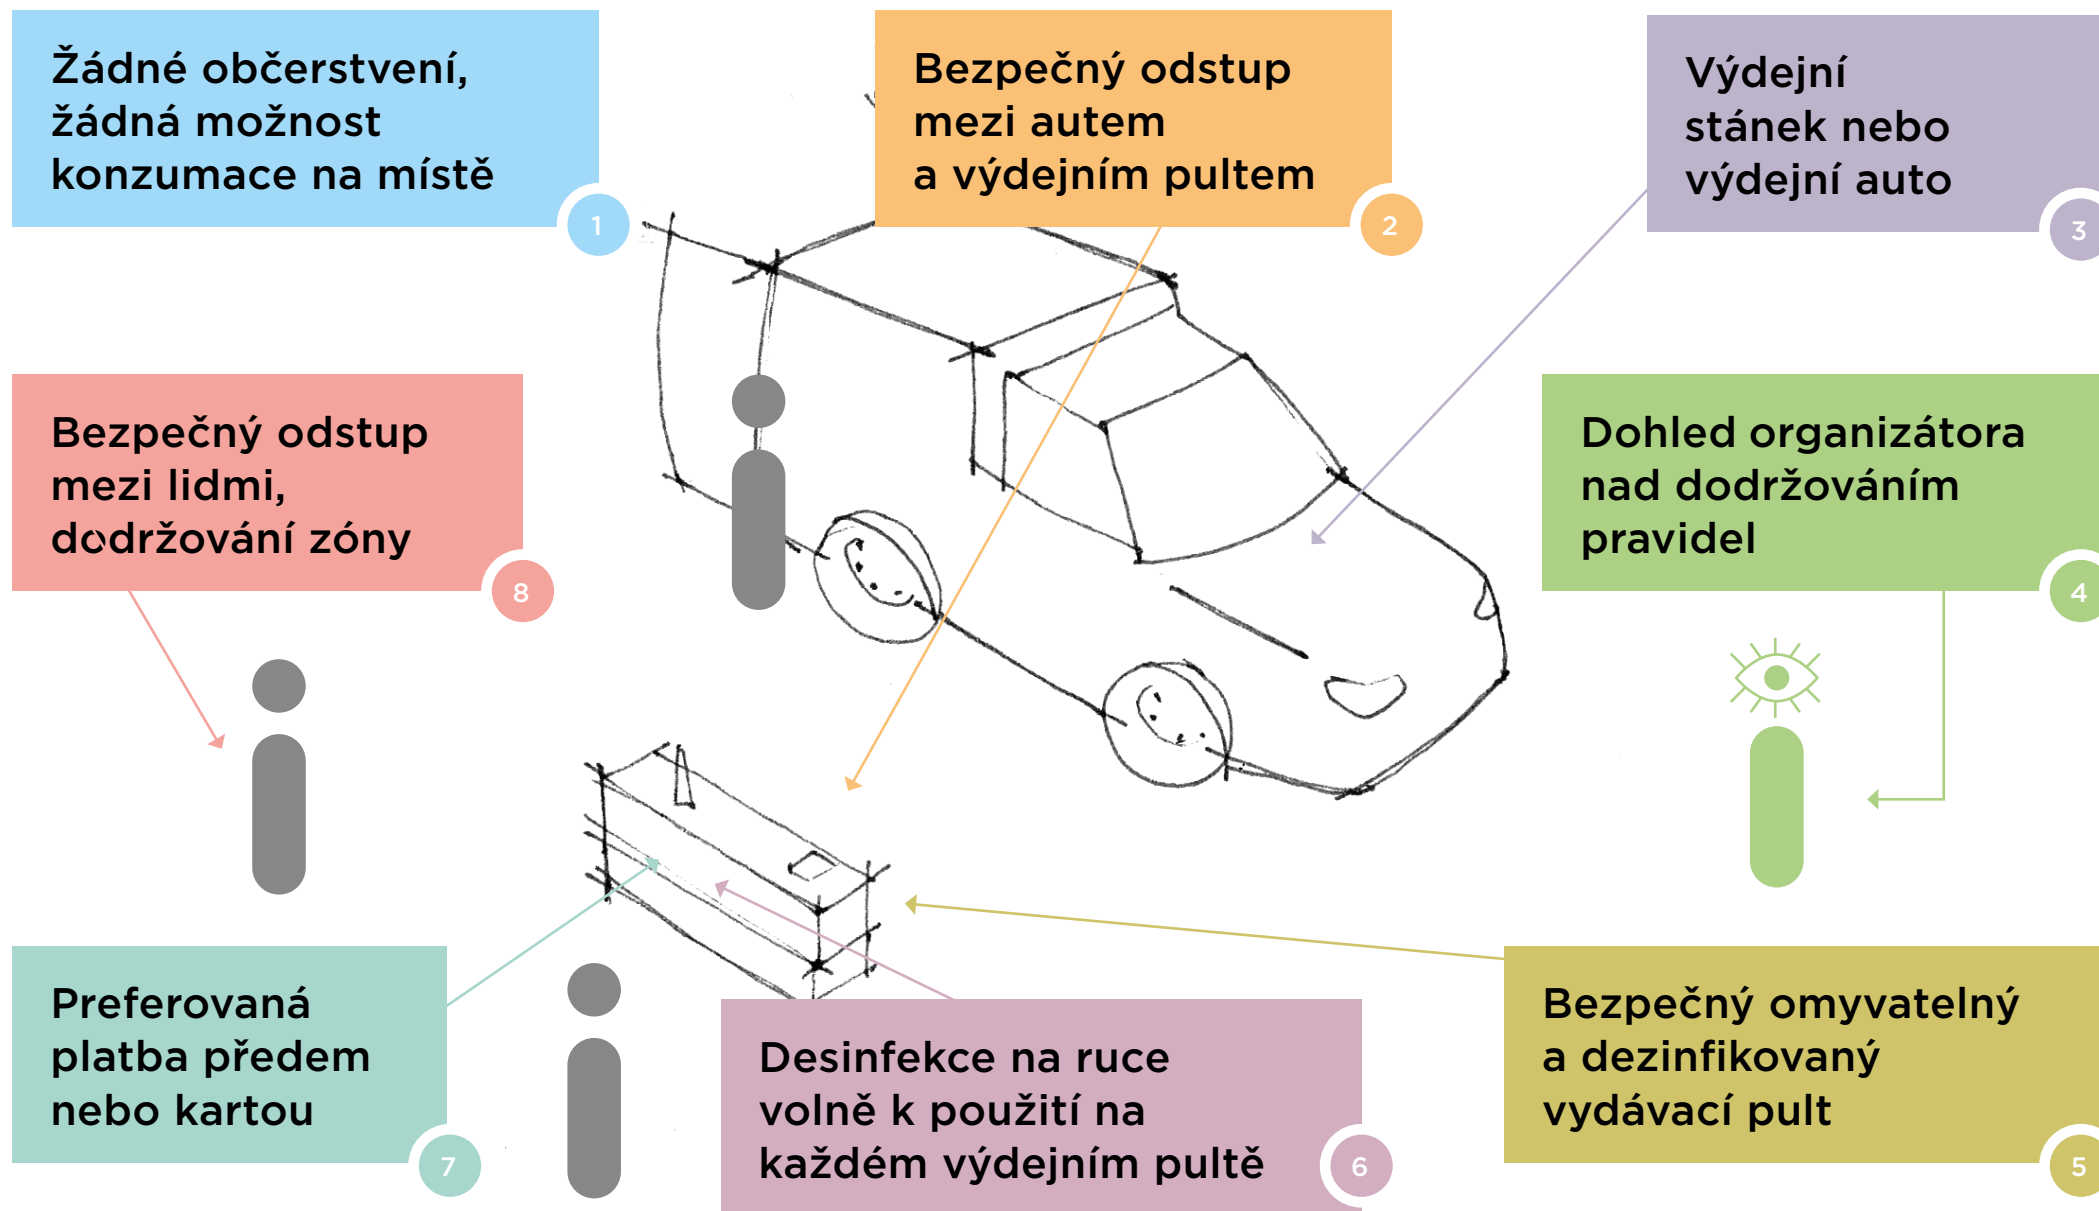 Žádné občerstvení,
žádná možnost
konzumace na místě
1
Bezpečný odstup
mezi autem
a výdejním pultem
2
Výdejní
stánek nebo
výdejní auto
3
Dohled organizátora
nad dodržováním
pravidel
4
Bezpečný omyvatelný
a dezinfikovaný
vydávací pult
5
Desinfekce na ruce
volně k použití na
každém výdejním pultě
6
Preferovaná
platba předem
nebo kartou
7
Bezpečný odstup
mezi lidmi,
dodržování zóny
8